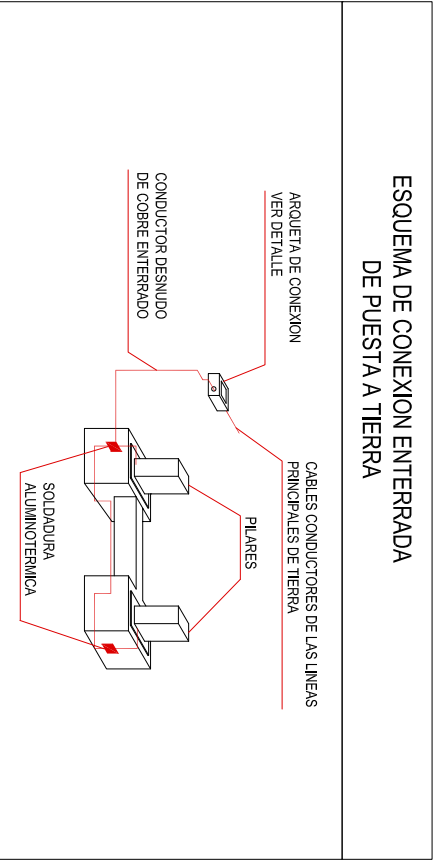 ESQUEMA DE CONEXION ENTERRADA
DE PUESTA A TIERRA
ARQUETA DE CONEXION
VER DETALLE
CABLES CONDUCTORES DE LAS LINEAS
PRINCIPALES DE TIERRA
CONDUCTOR DESNUDO
DE COBRE ENTERRADO
PILARES
SOLDADURA
ALUMINOTERMICA